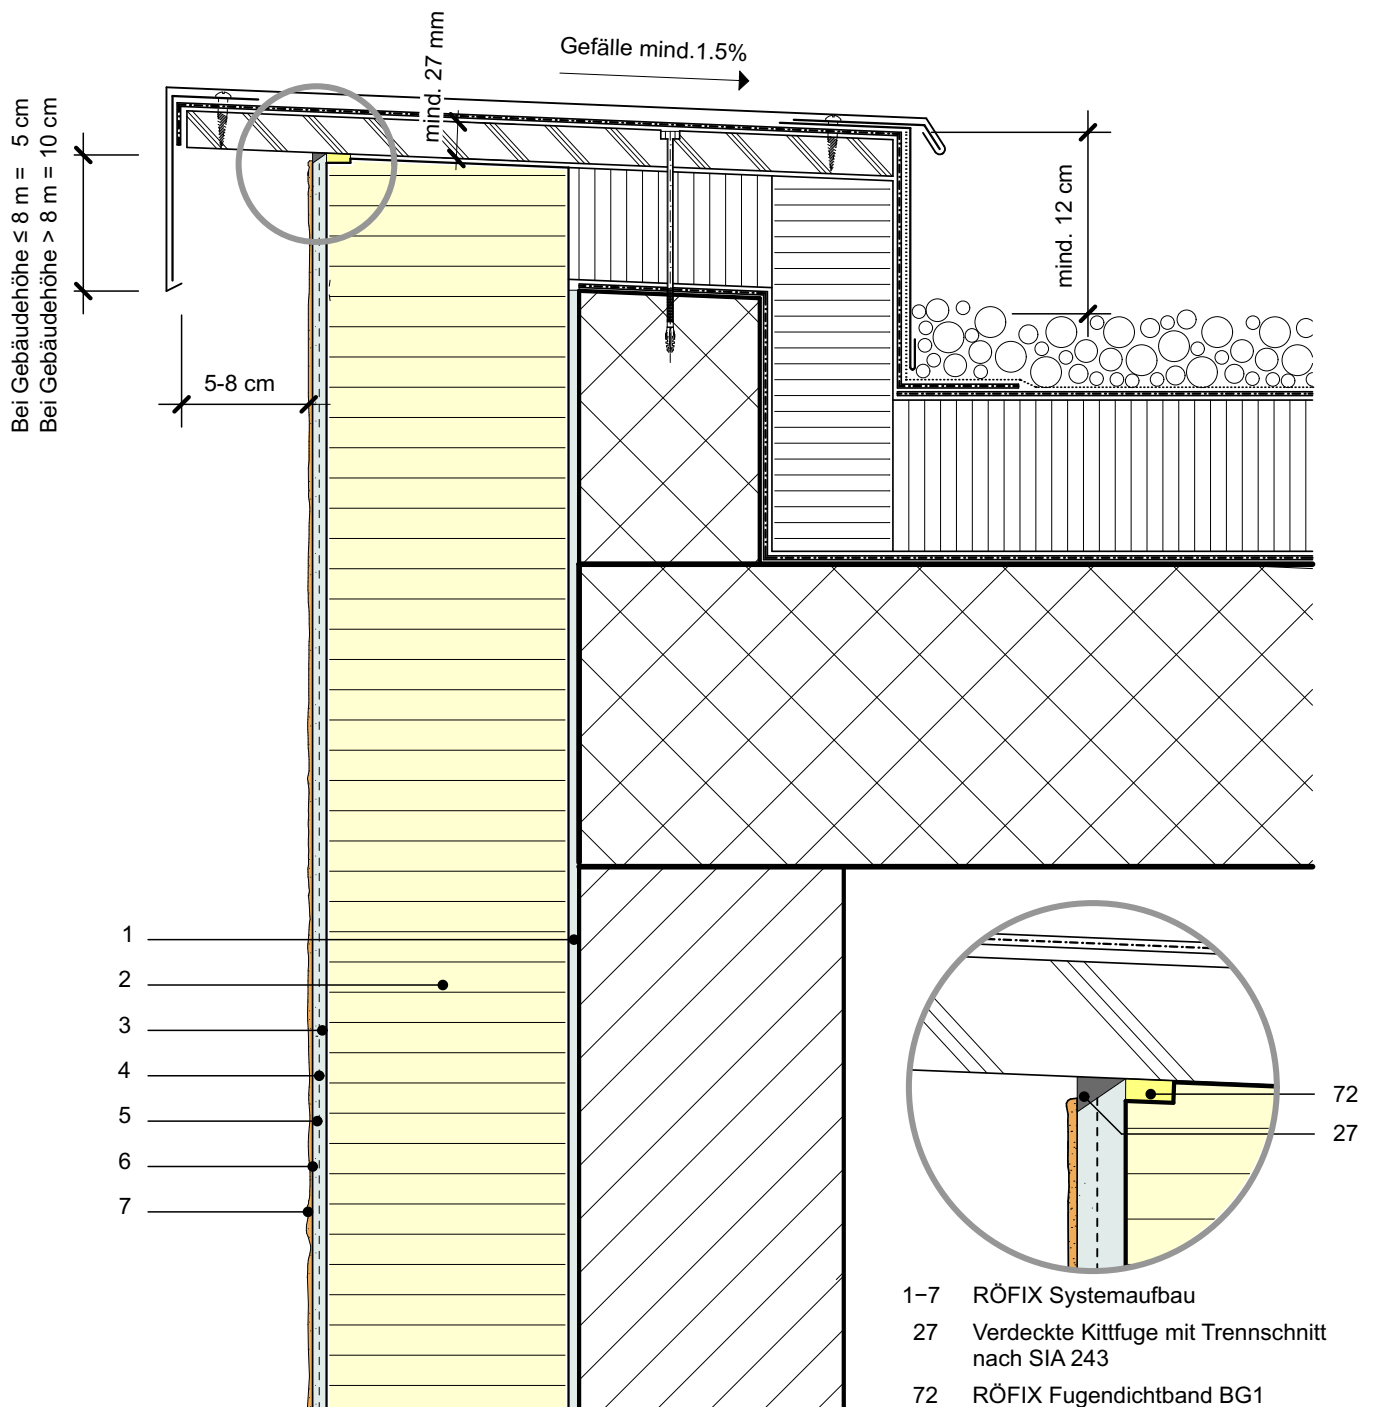 Gefälle mind.1.5%
mind. 27 mm
Bei Gebäudehöhe ≤ 8 m =   5 cm
Bei Gebäudehöhe > 8 m = 10 cm
mind. 12 cm
5-8 cm
1
2
3
4
5
6
7
72
27
1–7 RÖFIX Systemaufbau
27 Verdeckte Kittfuge mit Trennschnitt
nach SIA 243
72 RÖFIX Fugendichtband BG1